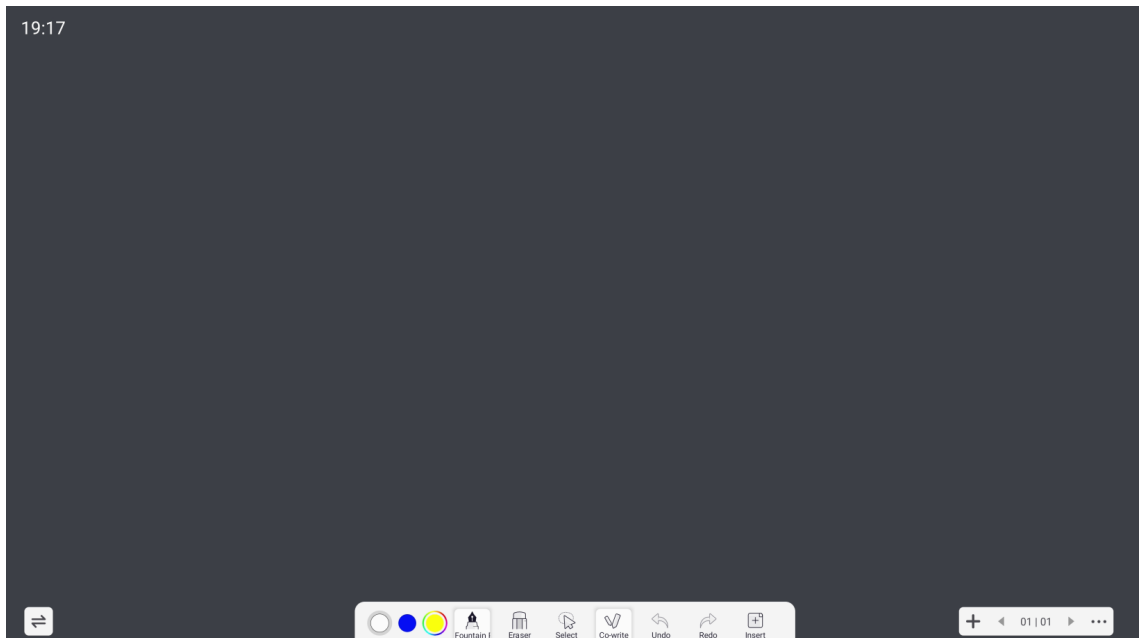 19:17
Fountain I
Eraser
Select
Co-write
Undo
Redo
Insert
01 | 01